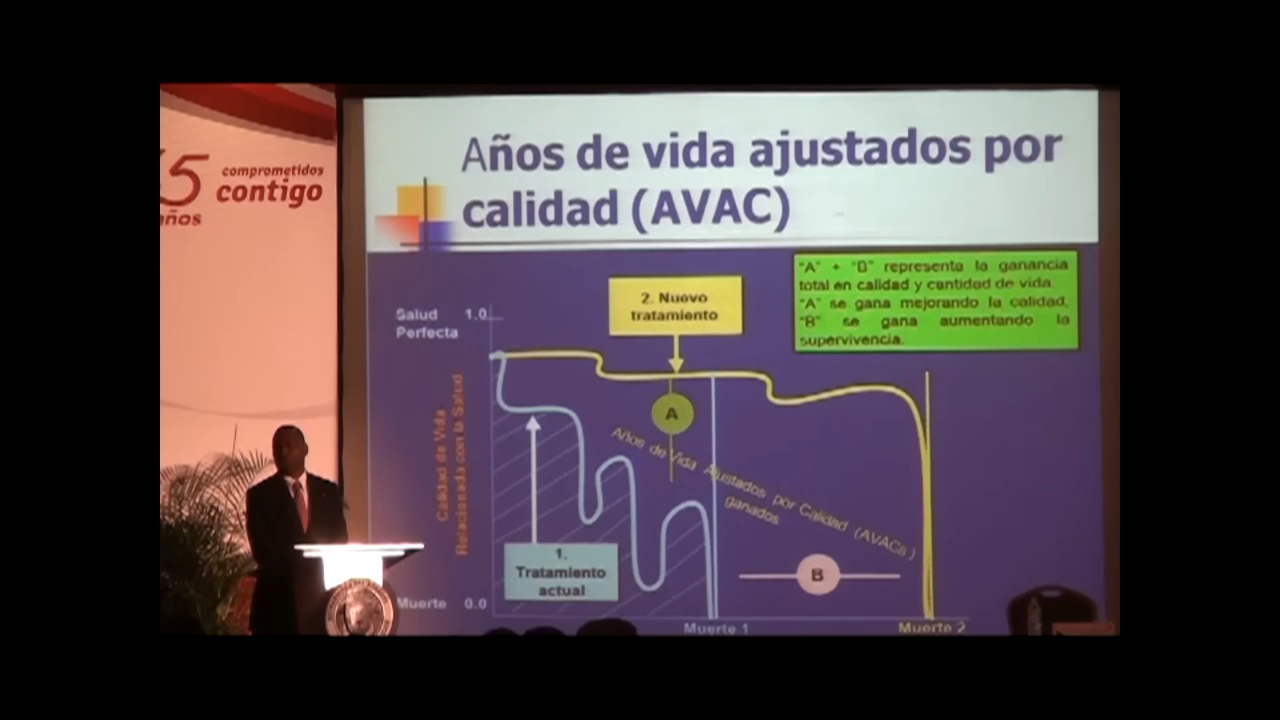 65
años
comprometidos
contigo
Años de vida ajustados por
calidad (AVAC)
"A" + "B" representa la ganancia
total en calidad y cantidad de vida.
"A" se gana mejorando la calidad,
"B" se gana aumentando la
supervivencia.
2. Nuevo
tratamiento
Salud 1.0
Perfecta
Calidad de Vida
Relacionada con la Salud
A
Años de Vida Ajustados por Calidad (AVACs)
ganados
1.
Tratamiento
actual
B
Muerte 0.0
Muerte 1
Muerte 2